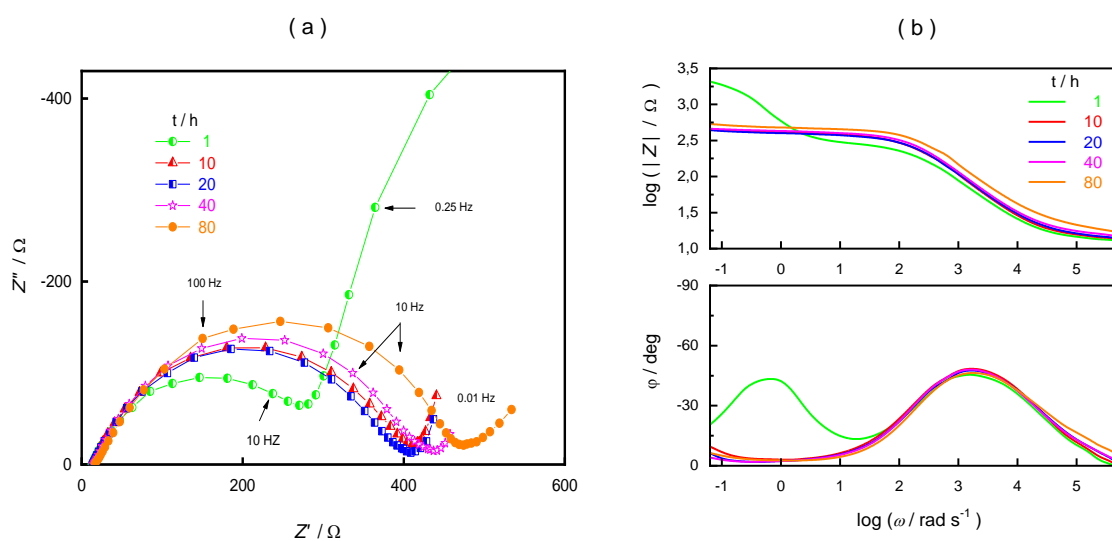 ( a )
-400
-200
0
Z″ / Ω
t / h
1
10
20
40
80
0.25 Hz
100 Hz
10 Hz
10 HZ
0.01 Hz
0 200 400 600
Z′ / Ω
( b )
3,5
3,0
2,5
2,0
1,5
1,0
log ( | Z | / Ω )
t / h
1
10
20
40
80
-1 0 1 2 3 4 5
-90
-60
-30
0
φ / deg
-1 0 1 2 3 4 5
log (ω / rad s⁻¹)